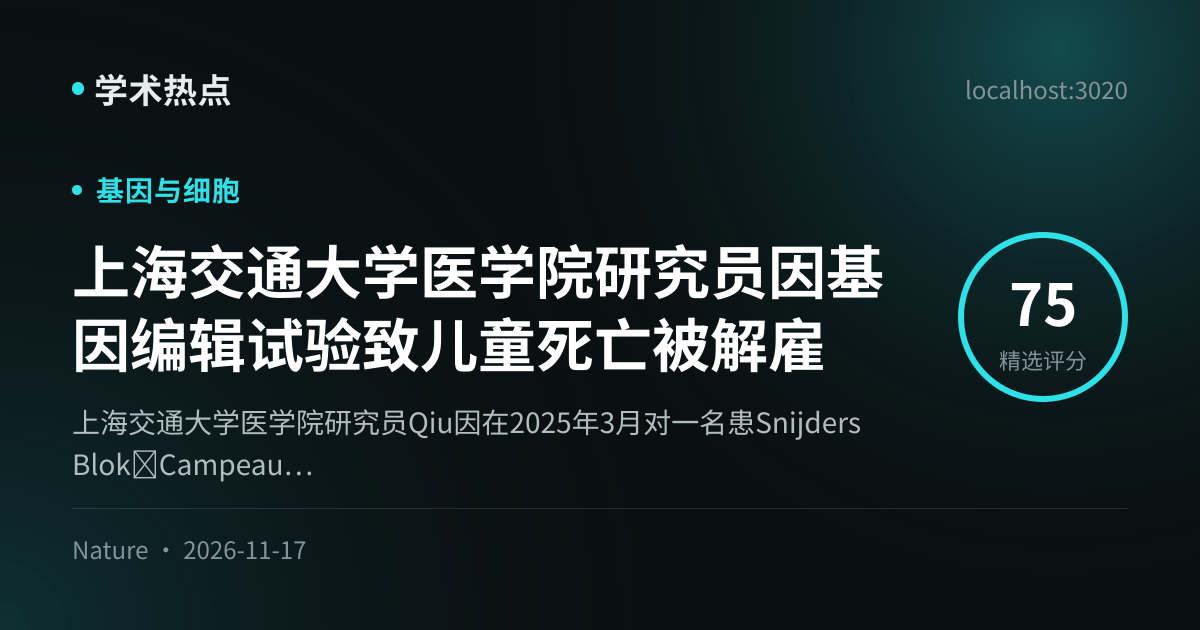 学术热点
localhost:3020
基因与细胞
上海交通大学医学院研究员因基
因编辑试验致儿童死亡被解雇
75
精选评分
上海交通大学医学院研究员Qiu因在2025年3月对一名患Snijders
Blok☒Campeau…
Nature · 2026-11-17